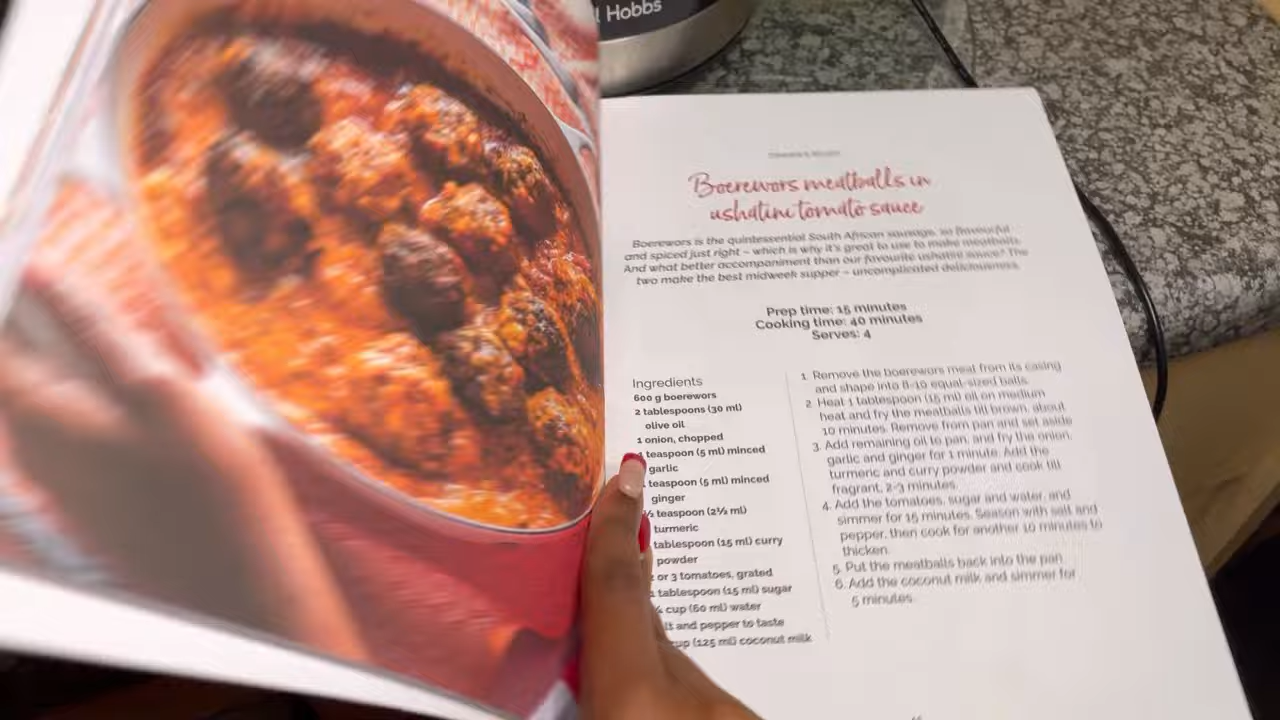 l Hobbs
Boerewors meatballs in
ushatini tomato sauce
Boerewors is the quintessential South African sausage, so flavourful
and spiced just right – which is why it's great to use to make meatballs.
And what better accompaniment than our favourite ushatini sauce? The
two make the best midweek supper – uncomplicated deliciousness.
Prep time: 15 minutes
Cooking time: 40 minutes
Serves: 4
Ingredients
600 g boerewors
2 tablespoons (30 ml)
olive oil
1 onion, chopped
teaspoon (5 ml) minced
garlic
teaspoon (5 ml) minced
ginger
½ teaspoon (2½ ml)
turmeric
tablespoon (15 ml) curry
powder
or 3 tomatoes, grated
1 tablespoon (15 ml) sugar
¼ cup (60 ml) water
lt and pepper to taste
cup (125 ml) coconut milk
1. Remove the boerewors meat from its casing
and shape into 8-10 equal-sized balls.
2. Heat 1 tablespoon (15 ml) oil on medium
heat and fry the meatballs till brown, about
10 minutes. Remove from pan and set aside
3. Add remaining oil to pan, and fry the onion,
garlic and ginger for 1 minute. Add the
turmeric and curry powder and cook till
fragrant, 2-3 minutes.
4. Add the tomatoes, sugar and water, and
simmer for 15 minutes. Season with salt and
pepper, then cook for another 10 minutes to
thicken.
5. Put the meatballs back into the pan.
6. Add the coconut milk and simmer for
5 minutes.